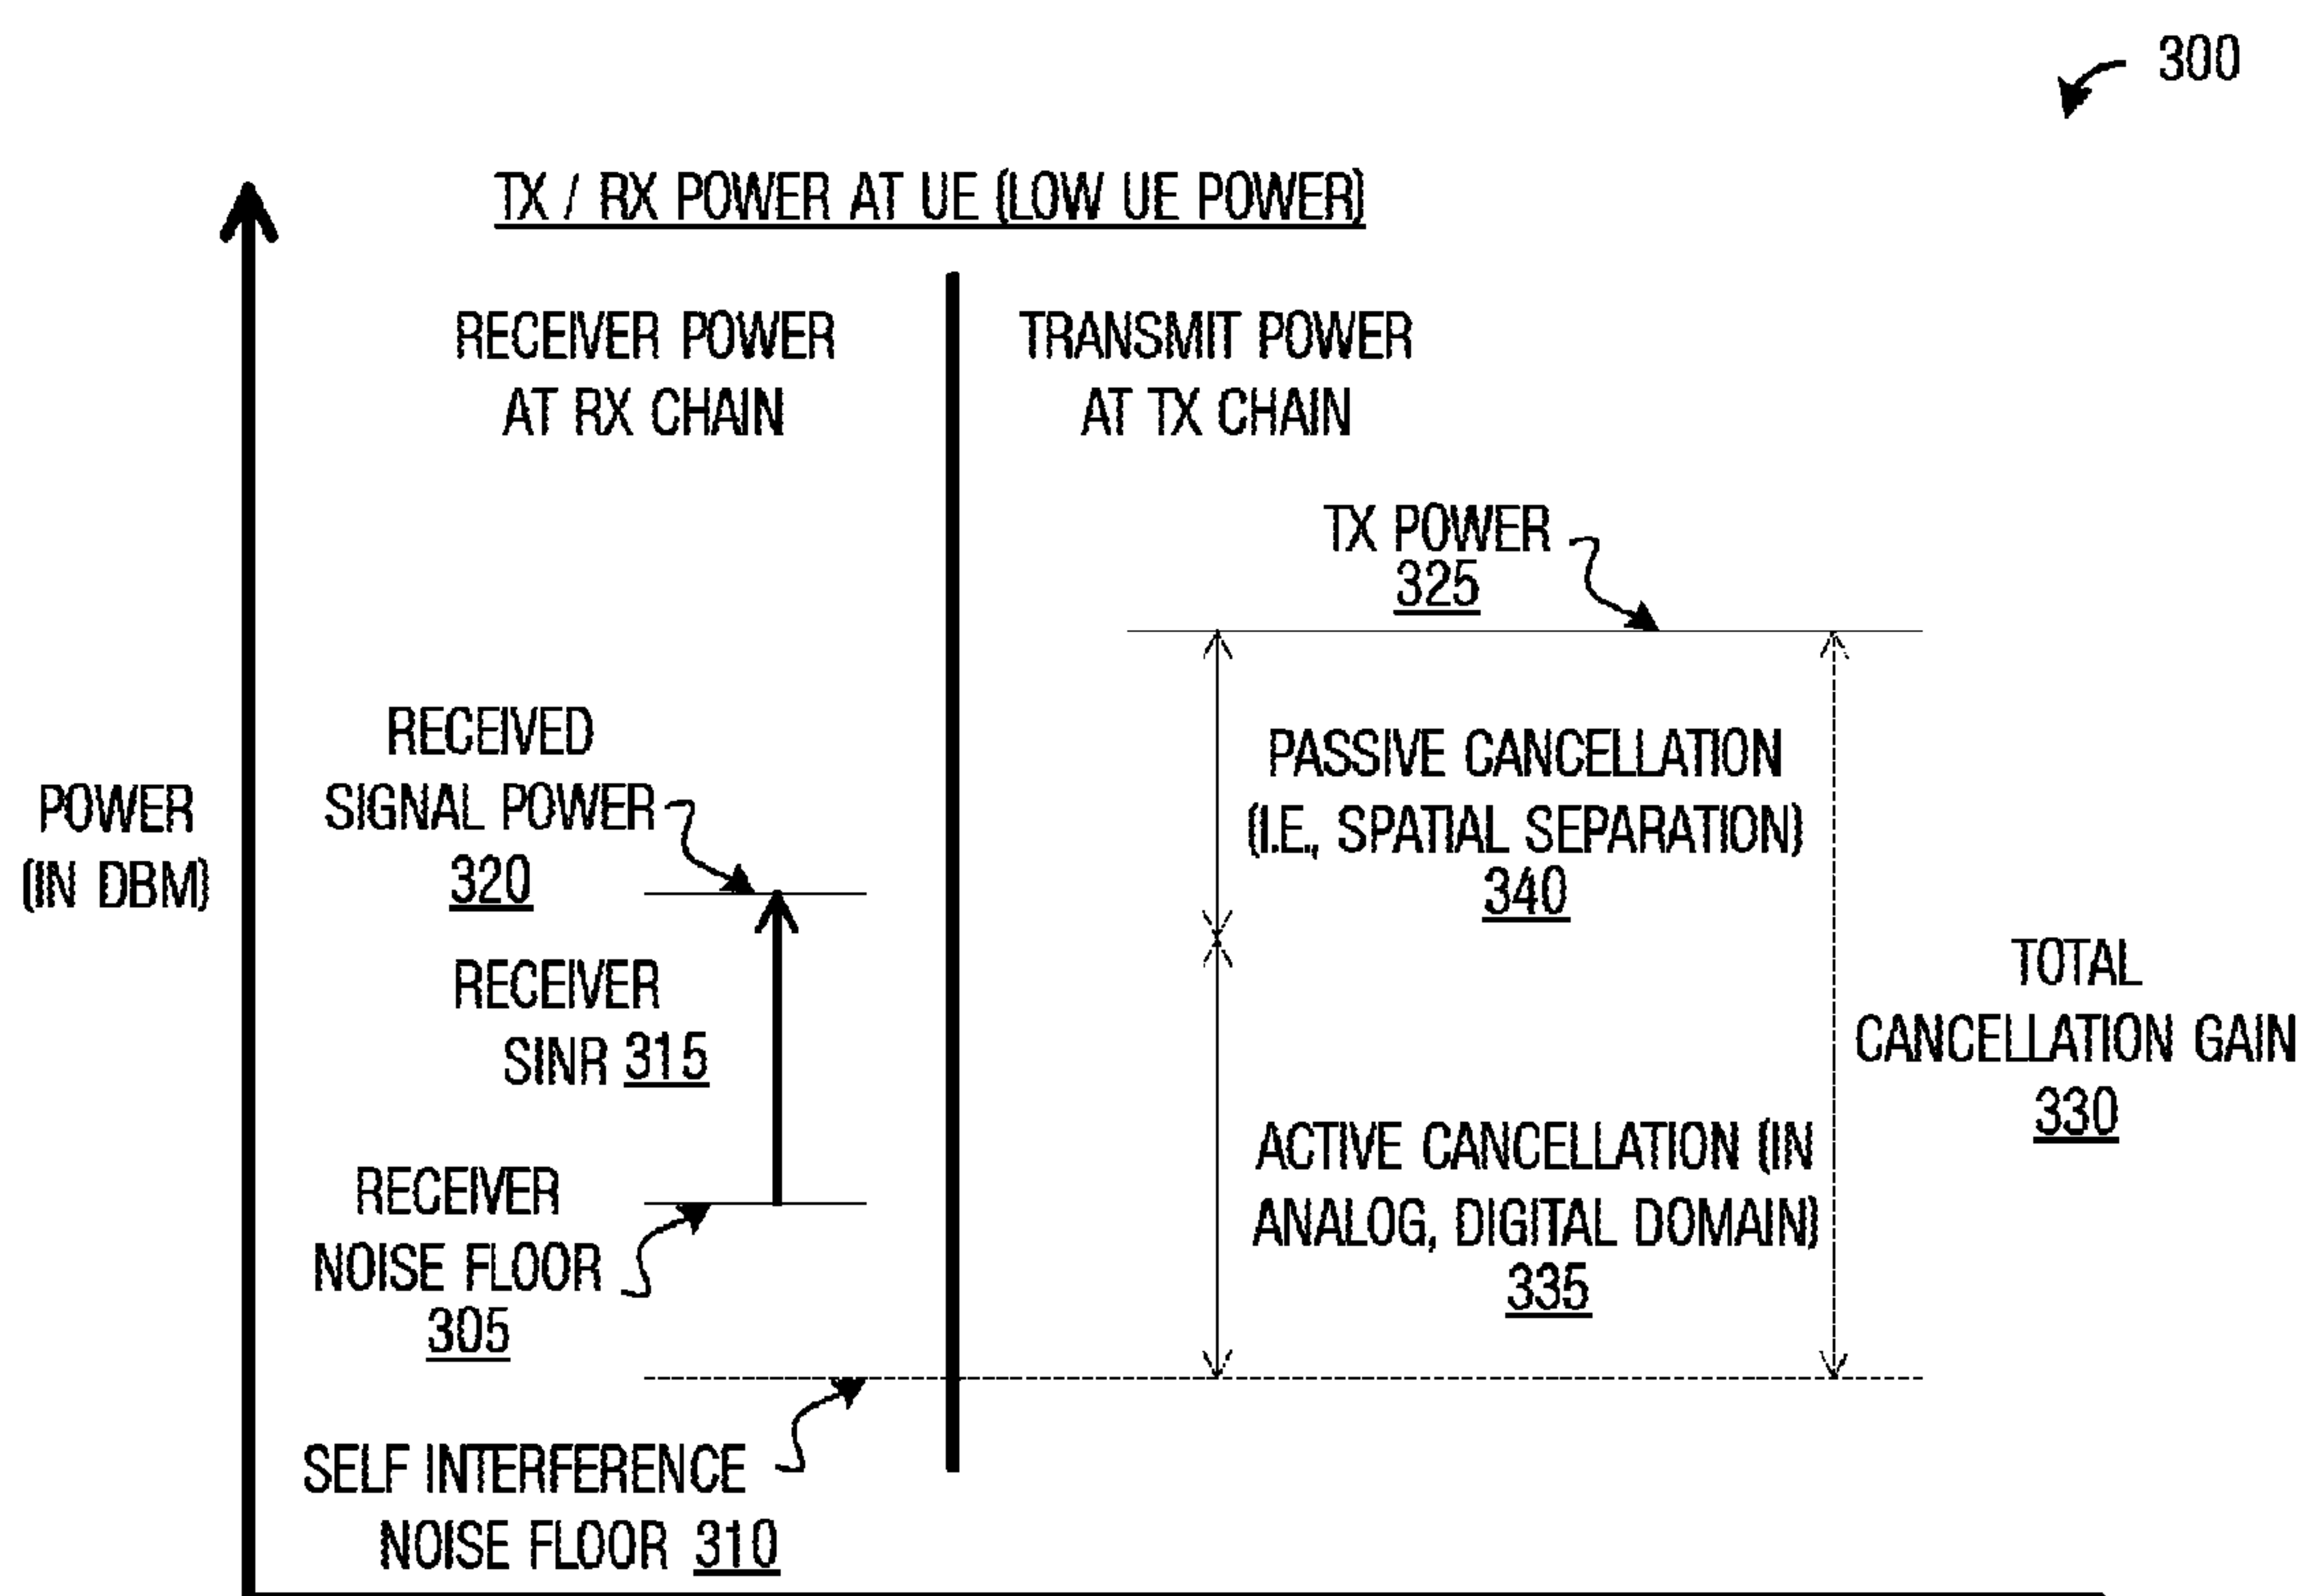 300
TX / RX POWER AT UE (LOW UE POWER)
RECEIVER POWER
AT RX CHAIN
TRANSMIT POWER
AT TX CHAIN
TX POWER
325
RECEIVED
SIGNAL POWER
320
POWER
(IN DBM)
PASSIVE CANCELLATION
(I.E., SPATIAL SEPARATION)
340
RECEIVER
SINR 315
TOTAL
CANCELLATION GAIN
330
ACTIVE CANCELLATION (IN
ANALOG, DIGITAL DOMAIN)
335
RECEIVER
NOISE FLOOR
305
SELF INTERFERENCE
NOISE FLOOR 310